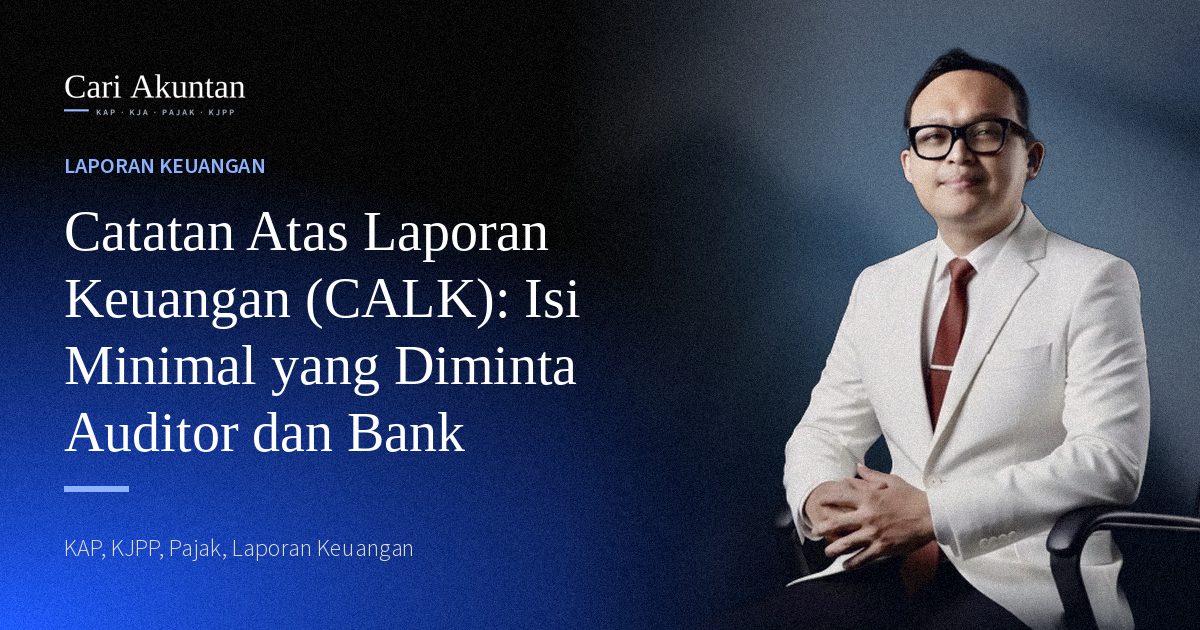 Cari Akuntan
KAP · KJA · PAJAK · KJPP
LAPORAN KEUANGAN
Catatan Atas Laporan
Keuangan (CALK): Isi
Minimal yang Diminta
Auditor dan Bank
KAP, KJPP, Pajak, Laporan Keuangan